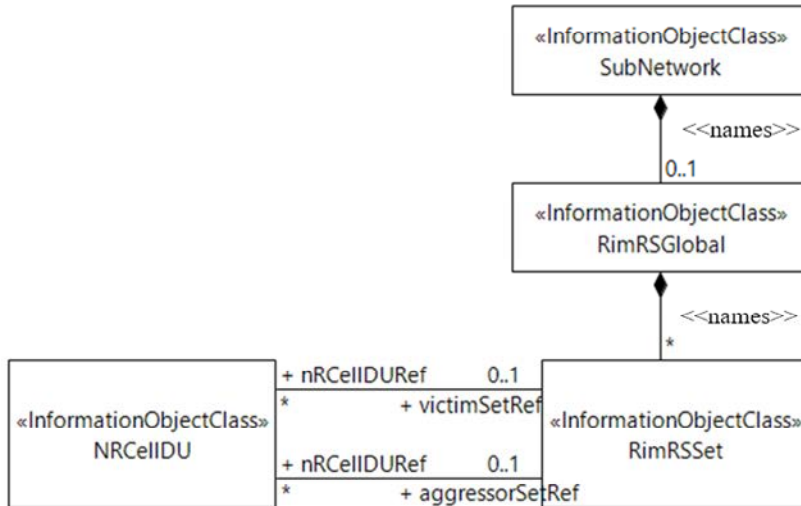 «InformationObjectClass»
SubNetwork
<<names>>
0..1
«InformationObjectClass»
RimRSGlobal
<<names>>
*
«InformationObjectClass»
NRCellDU
+ nRCellDURef 0..1
* + victimSetRef
+ nRCellDURef 0..1
* + aggressorSetRef
«InformationObjectClass»
RimRSSet